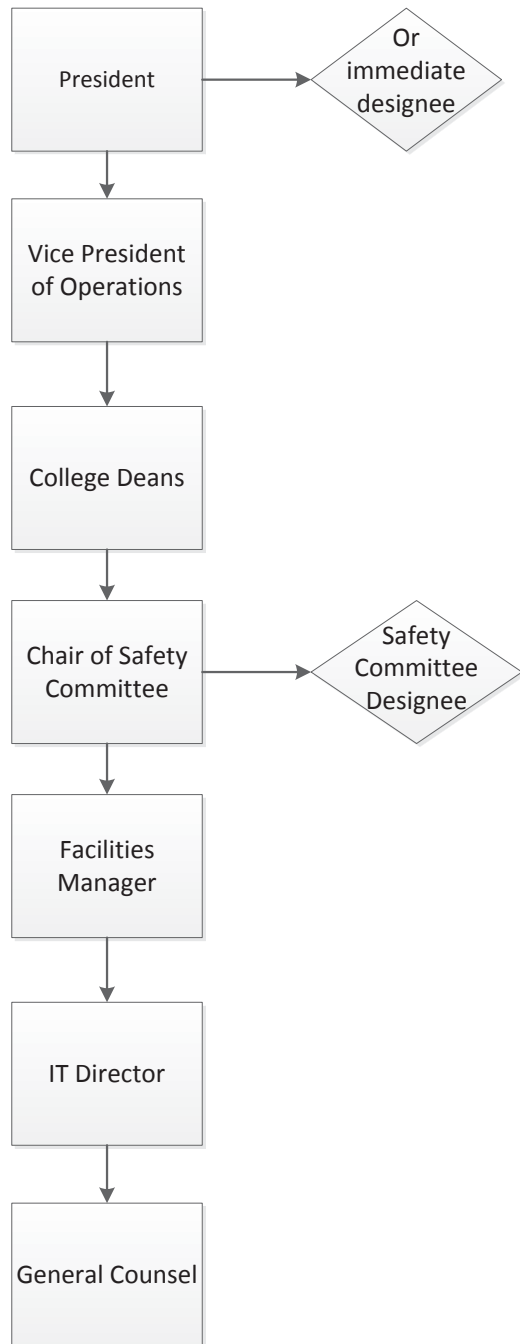 President
Or
immediate
designee
Vice President
of Operations
College Deans
Chair of Safety
Committee
Safety
Committee
Designee
Facilities
Manager
IT Director
General Counsel